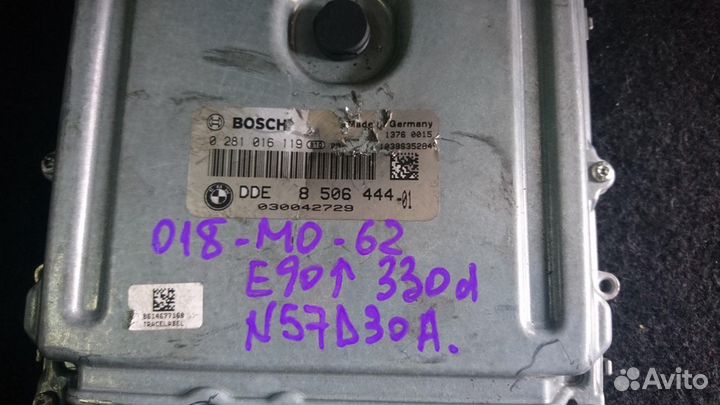 BOSCH
Made in Germany
0 281 016 119
1376 0015
1039S35284
DDE 8 506 444-01
030042729
018-MO-62
E90↑ 330d
N57D30A.
8614677168
TRACELABEL
Avito